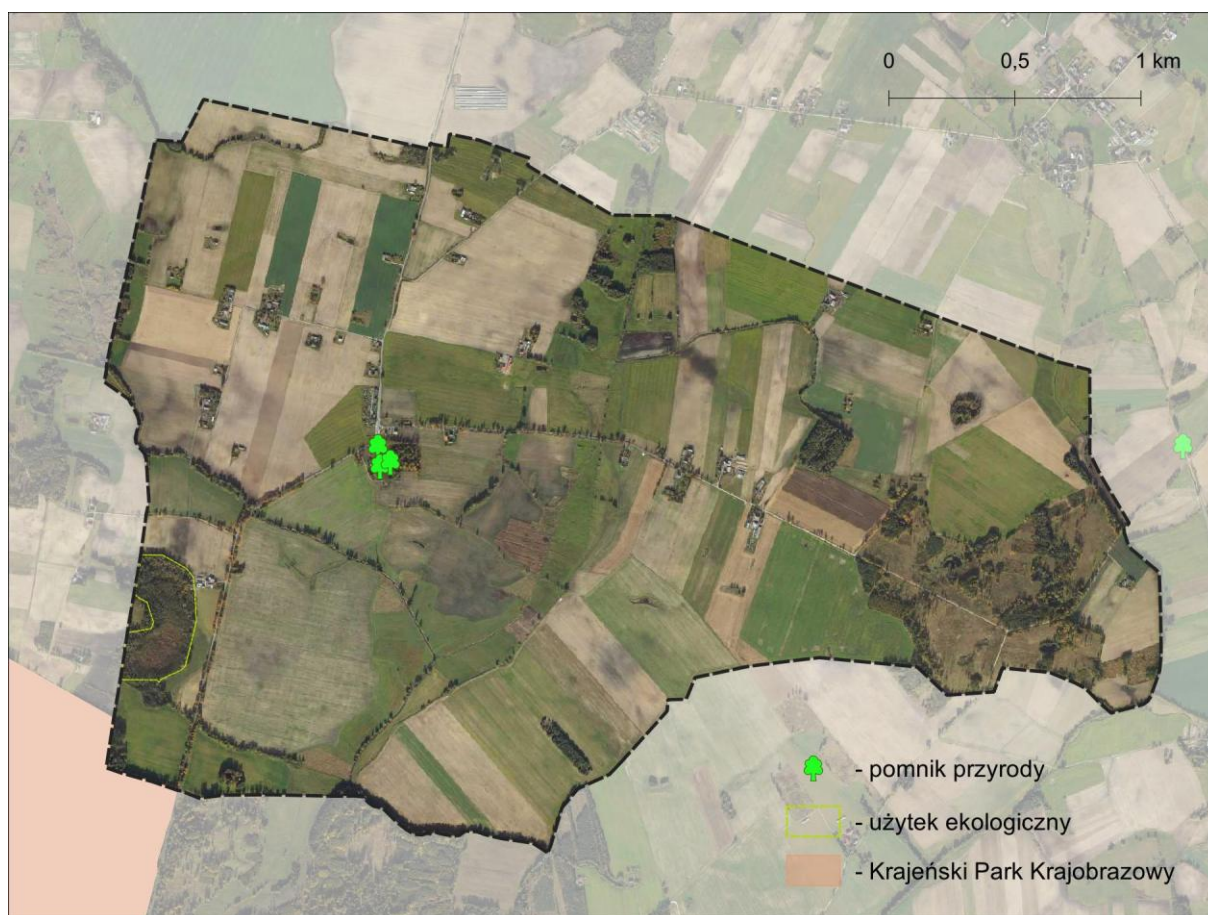 0 0,5 1 km
- pomnik przyrody
- użytek ekologiczny
- Krajeński Park Krajobrazowy